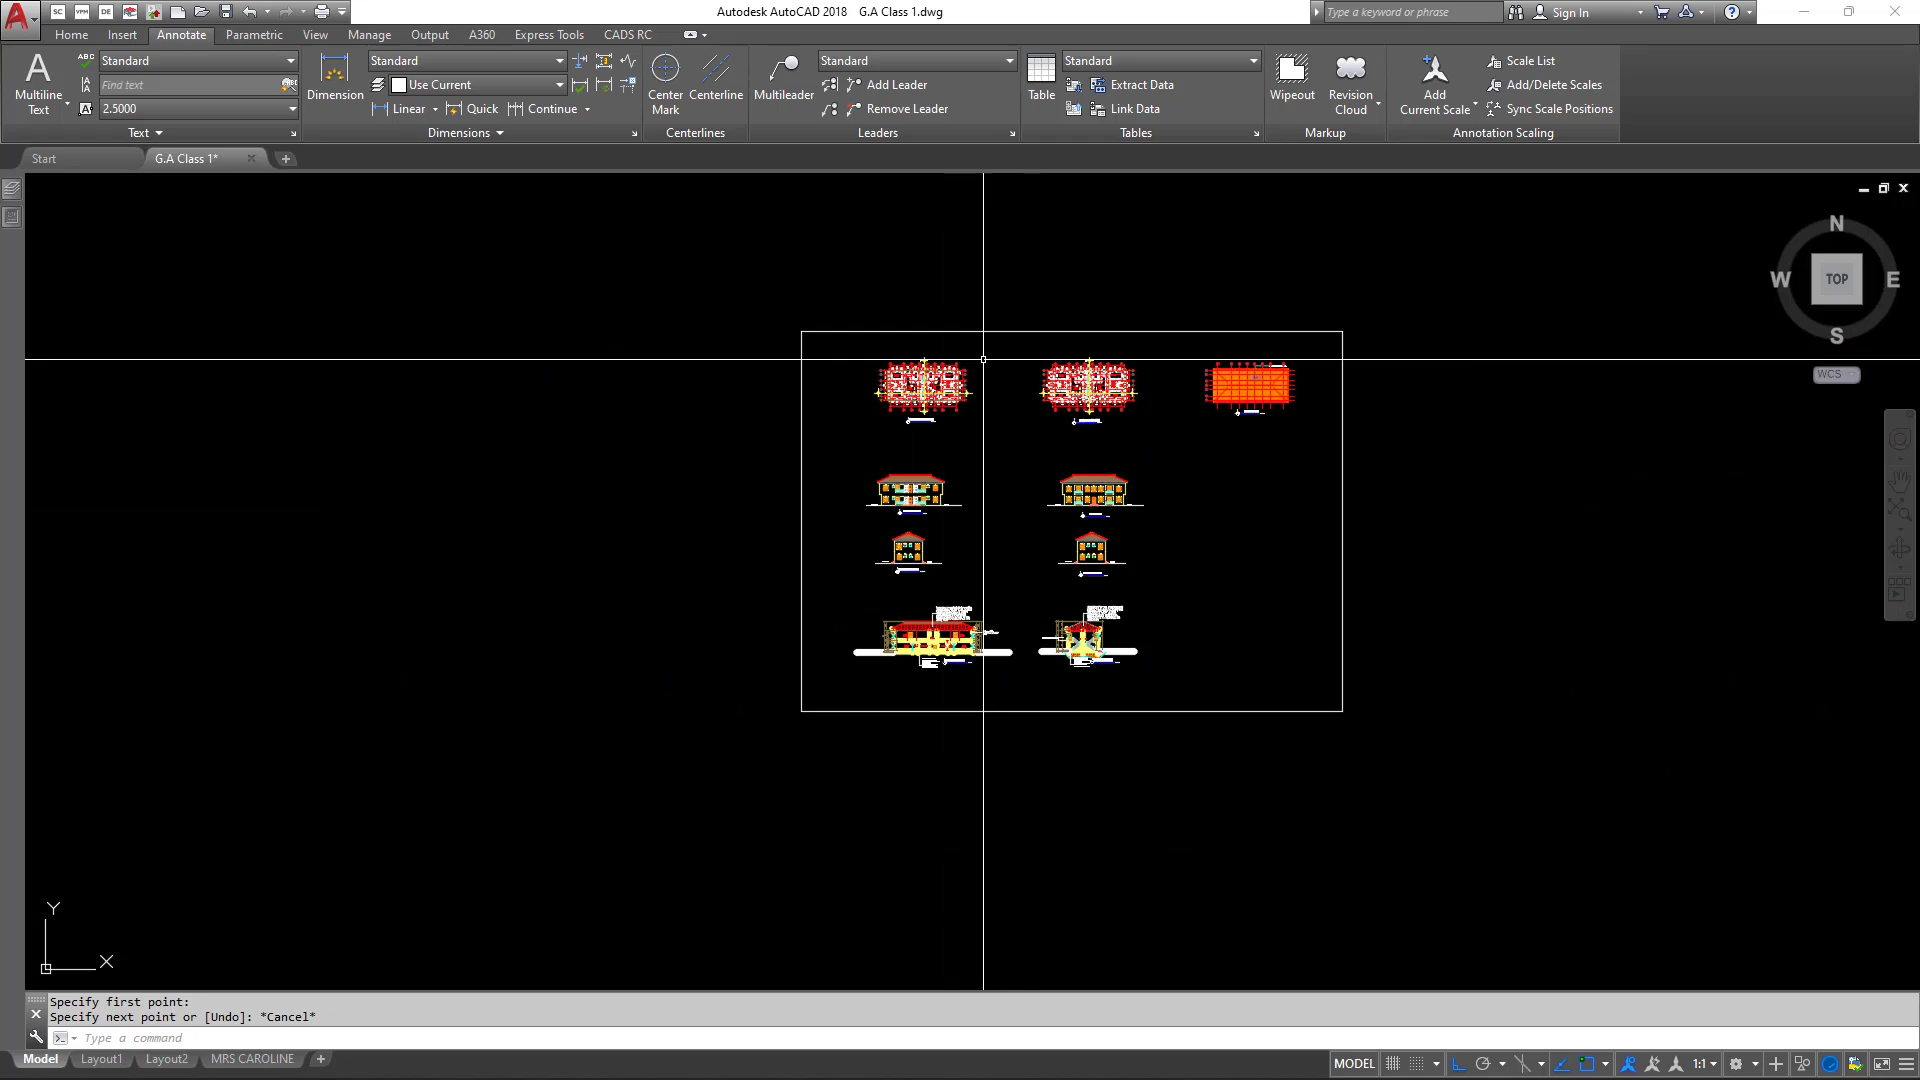 Autodesk AutoCAD 2018 G.A Class 1.dwg
Type a keyword or phrase
Sign In
Home Insert Annotate Parametric View Manage Output A360 Express Tools CADS RC
Multiline Text
Standard
Find text
2.5000
Text
Dimension
Standard
Use Current
Linear Quick Continue
Dimensions
Center Mark
Centerline
Centerlines
Multileader
Standard
Add Leader
Remove Leader
Leaders
Table
Standard
Extract Data
Link Data
Tables
Wipeout
Revision Cloud
Markup
Add Current Scale
Scale List
Add/Delete Scales
Sync Scale Positions
Annotation Scaling
Start
G.A Class 1*
N
W TOP E
S
WCS
Y
X
Specify first point:
Specify next point or [Undo]: *Cancel*
Type a command
Model Layout1 Layout2 MRS CAROLINE
MODEL
1:1